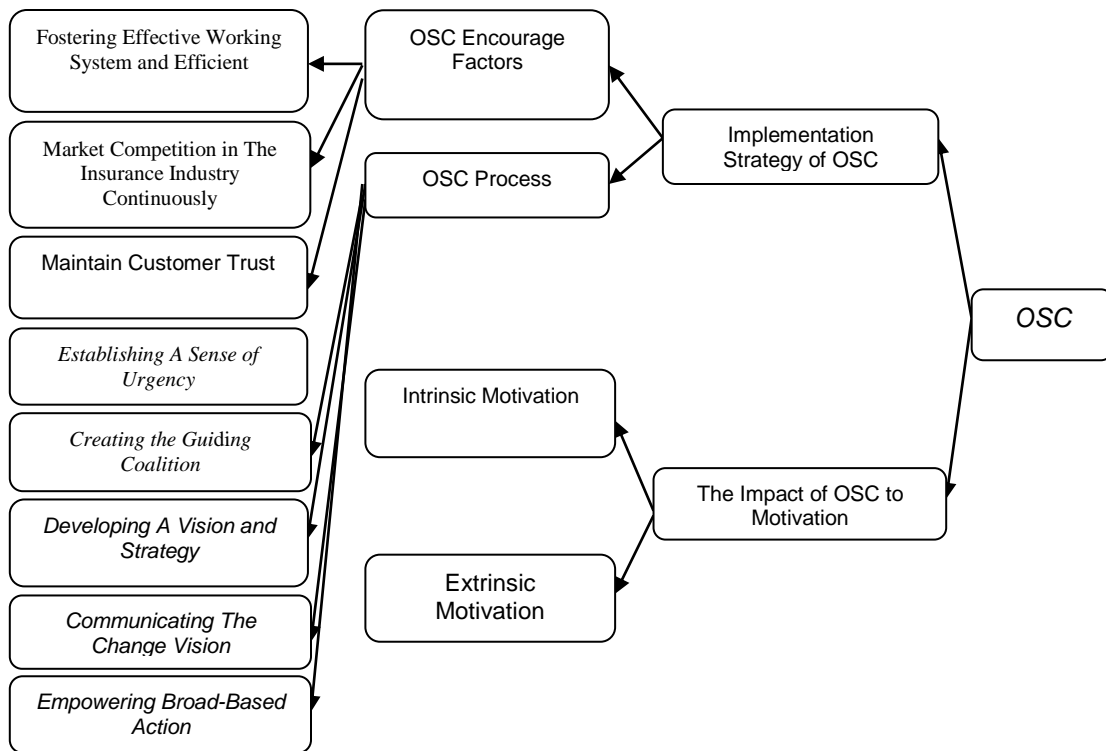 Fostering Effective Working
System and Efficient
Market Competition in The
Insurance Industry
Continuously
Maintain Customer Trust
Establishing A Sense of
Urgency
Creating the Guiding
Coalition
Developing A Vision and
Strategy
Communicating The
Change Vision
Empowering Broad-Based
Action
OSC Encourage
Factors
OSC Process
Intrinsic Motivation
Extrinsic
Motivation
Implementation
Strategy of OSC
The Impact of OSC to
Motivation
OSC